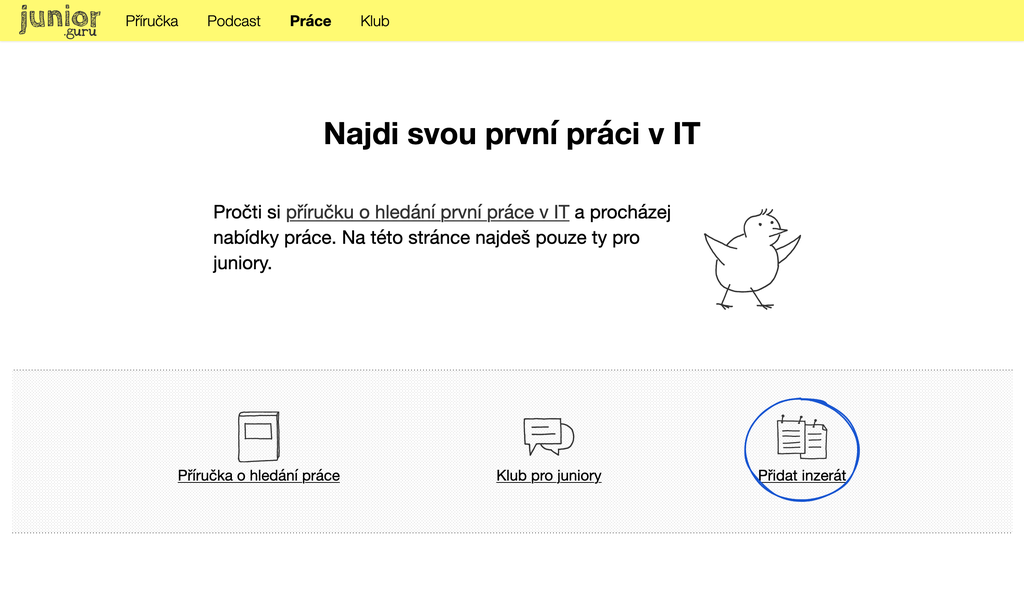 junior
.guru
Příručka
Podcast
Práce
Klub
Najdi svou první práci v IT
Pročti si příručku o hledání první práce v IT a procházej
nabídky práce. Na této stránce najdeš pouze ty pro
juniory.
Příručka o hledání práce
Klub pro juniory
Přidat inzerát